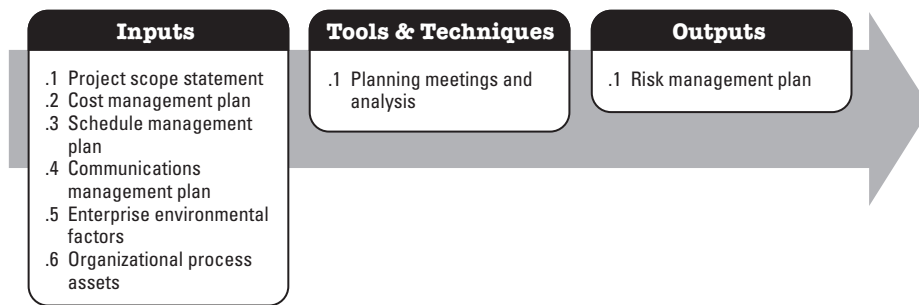 Inputs
.1 Project scope statement
.2 Cost management plan
.3 Schedule management
plan
.4 Communications
management plan
.5 Enterprise environmental
factors
.6 Organizational process
assets
Tools & Techniques
.1 Planning meetings and
analysis
Outputs
.1 Risk management plan